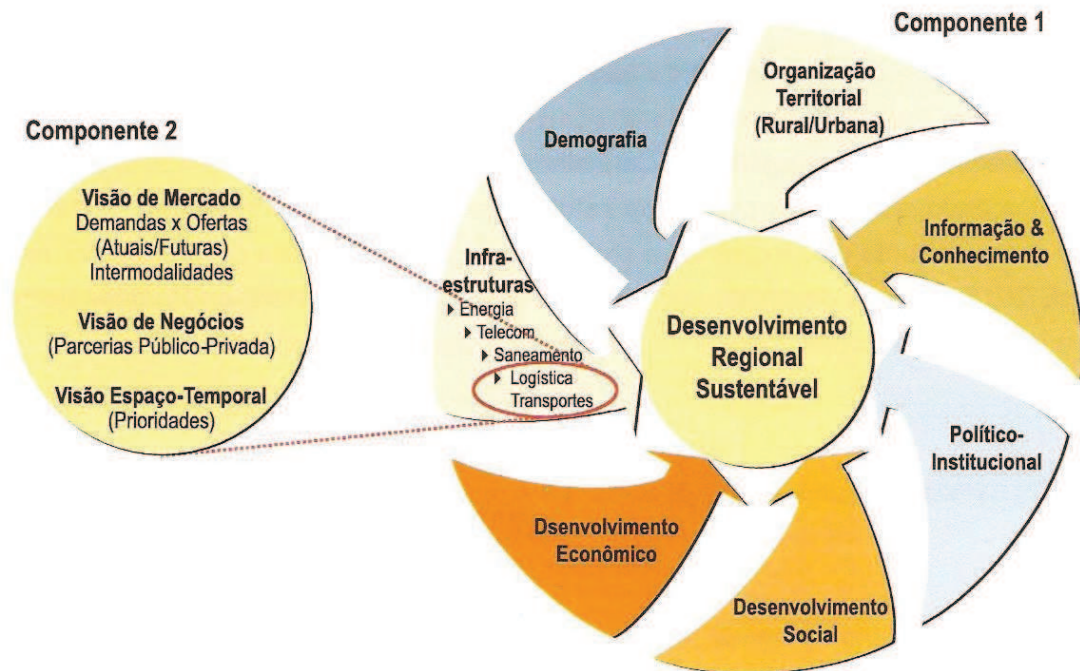 Componente 1
Organização
Territorial
(Rural/Urbana)
Demografia
Componente 2
Visão de Mercado
Demandas x Ofertas
(Atuais/Futuras)
Intermodalidades
Visão de Negócios
(Parcerias Público-Privada)
Visão Espaço-Temporal
(Prioridades)
Infra-
estruturas
Energia
Telecom
Saneamento
Logística
Transportes
Informação &
Conhecimento
Desenvolvimento
Regional
Sustentável
Político-
Institucional
Dsenvolvimento
Econômico
Desenvolvimento
Social